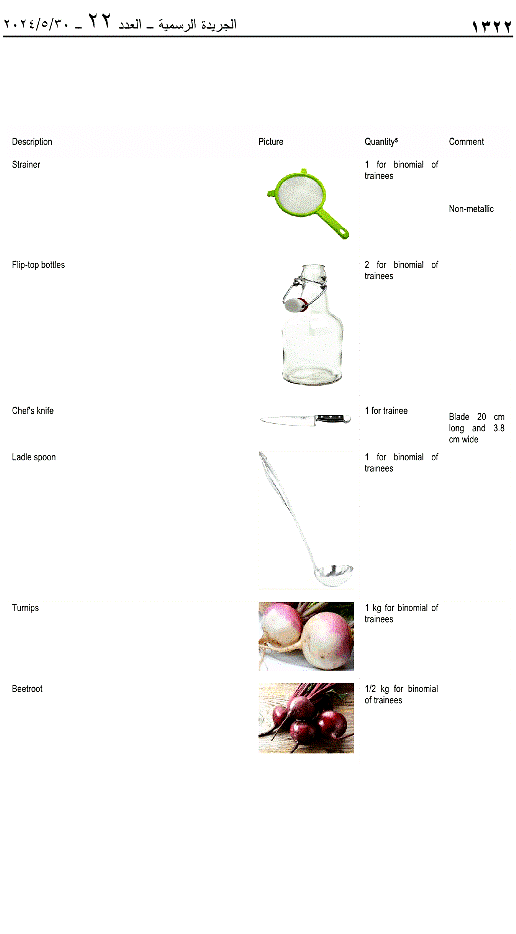 الجريدة الرسمية – العدد ٢٢ – ٢٠٢٤/٥/٣٠ ١٣٢٢
Description Picture Quantityˢ Comment
Strainer 1 for binomial of
trainees
Non-metallic
Flip-top bottles 2 for binomial of
trainees
Chef's knife 1 for trainee
Blade 20 cm
long and 3.8
cm wide
Ladle spoon 1 for binomial of
trainees
Turnips 1 kg for binomial of
trainees
Beetroot 1/2 kg for binomial
of trainees